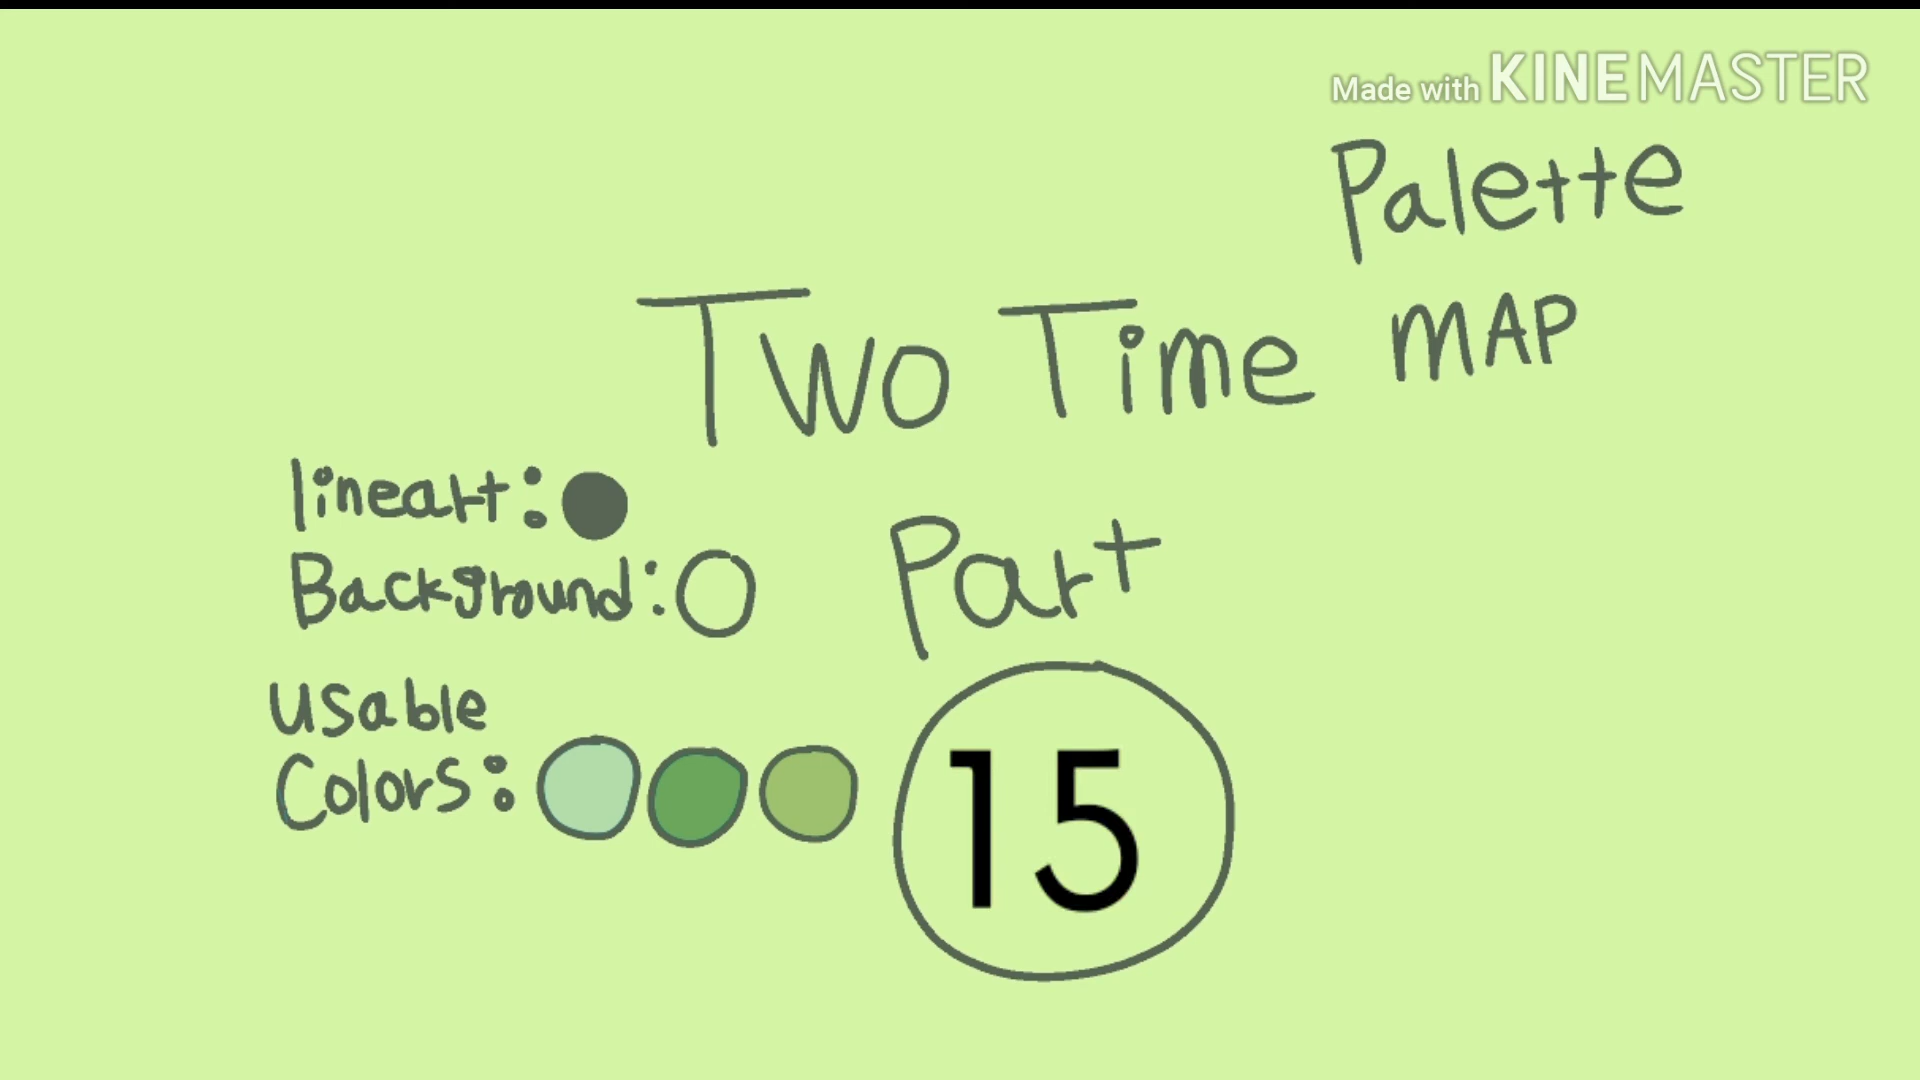 Made with KINEMASTER
Palette
Two Time MAP
lineart:
Background:
Part
usable
Colors:
15